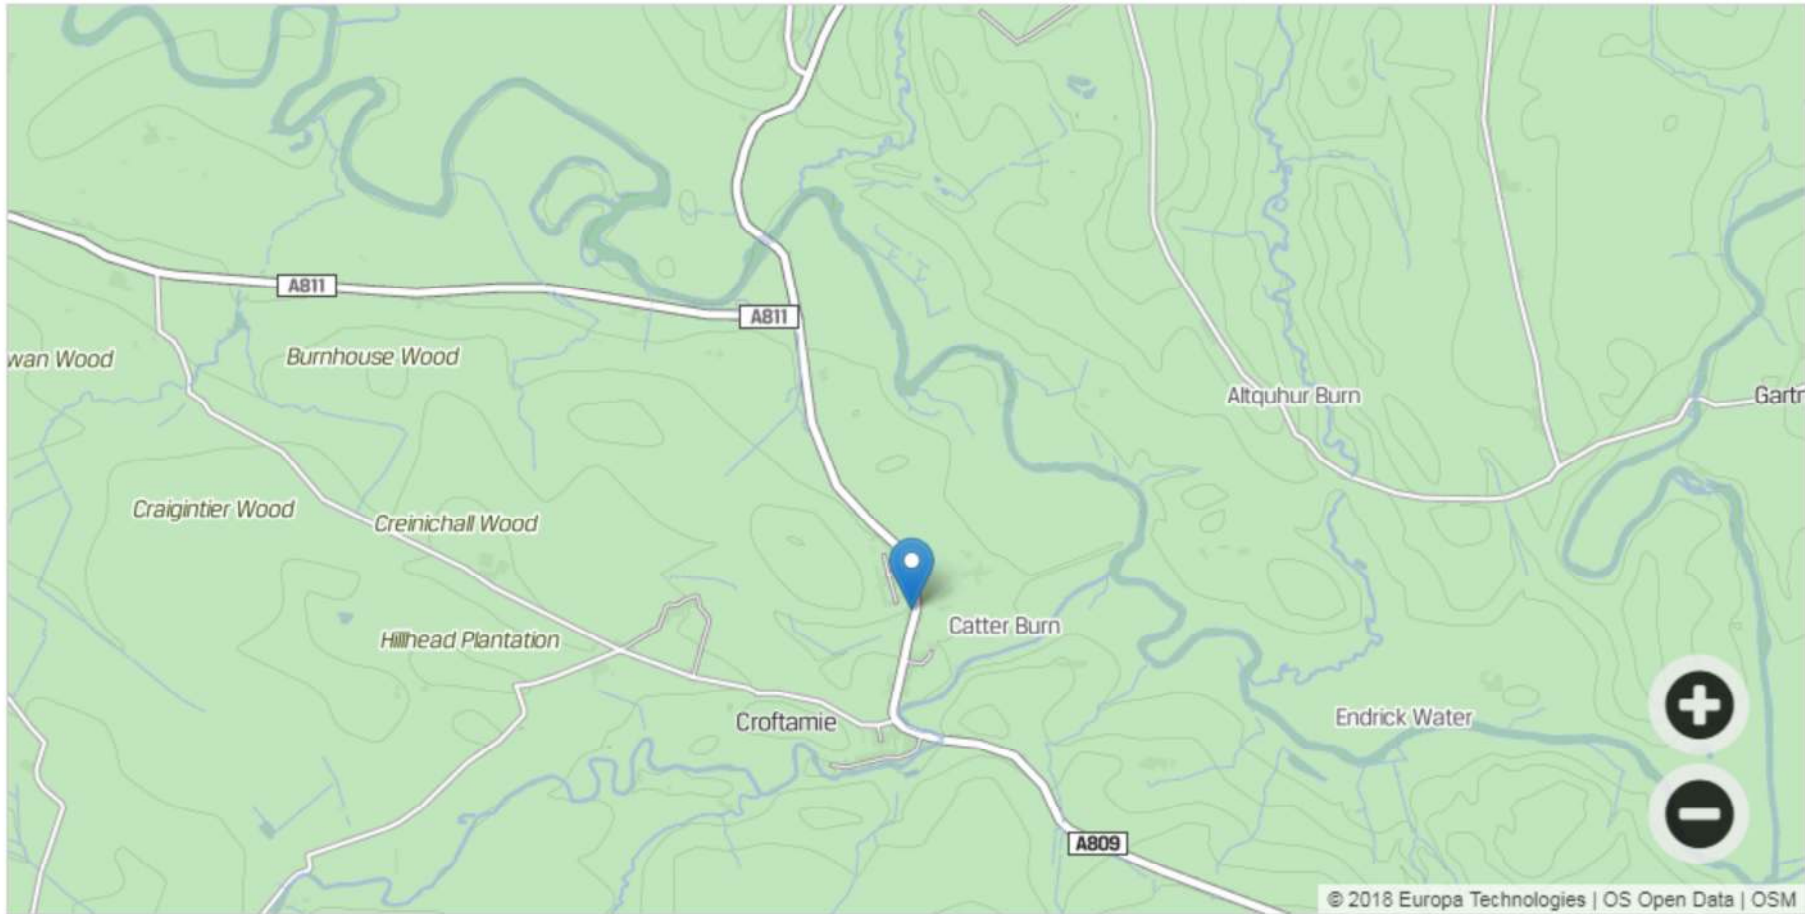 A811
A811
wan Wood
Burnhouse Wood
Altquhur Burn
Gartr
Craigintier Wood
Creinichall Wood
Catter Burn
Hillhead Plantation
Croftamie
Endrick Water
A809
© 2018 Europa Technologies | OS Open Data | OSM